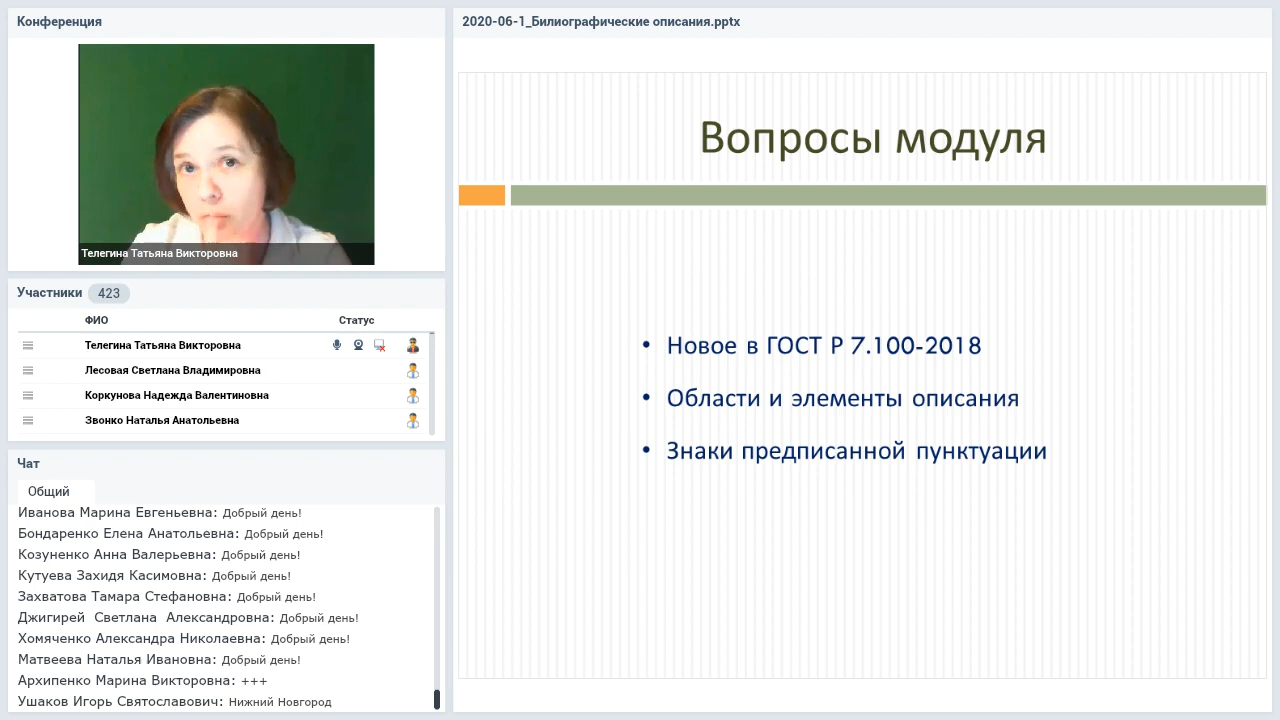 Конференция
Телегина Татьяна Викторовна
Участники 423
ФИО Статус
Телегина Татьяна Викторовна
Лесовая Светлана Владимировна
Коркунова Надежда Валентиновна
Звонко Наталья Анатольевна
Чат
Общий
Иванова Марина Евгеньевна: Добрый день!
Бондаренко Елена Анатольевна: Добрый день!
Козуненко Анна Валерьевна: Добрый день!
Кутуева Захидя Касимовна: Добрый день!
Захватова Тамара Стефановна: Добрый день!
Джигирей Светлана Александровна: Добрый день!
Хомяченко Александра Николаевна: Добрый день!
Матвеева Наталья Ивановна: Добрый день!
Архипенко Марина Викторовна: +++
Ушаков Игорь Святославович: Нижний Новгород
2020-06-1_Билиографические описания.pptx
Вопросы модуля
• Новое в ГОСТ Р 7.100-2018
• Области и элементы описания
• Знаки предписанной пунктуации